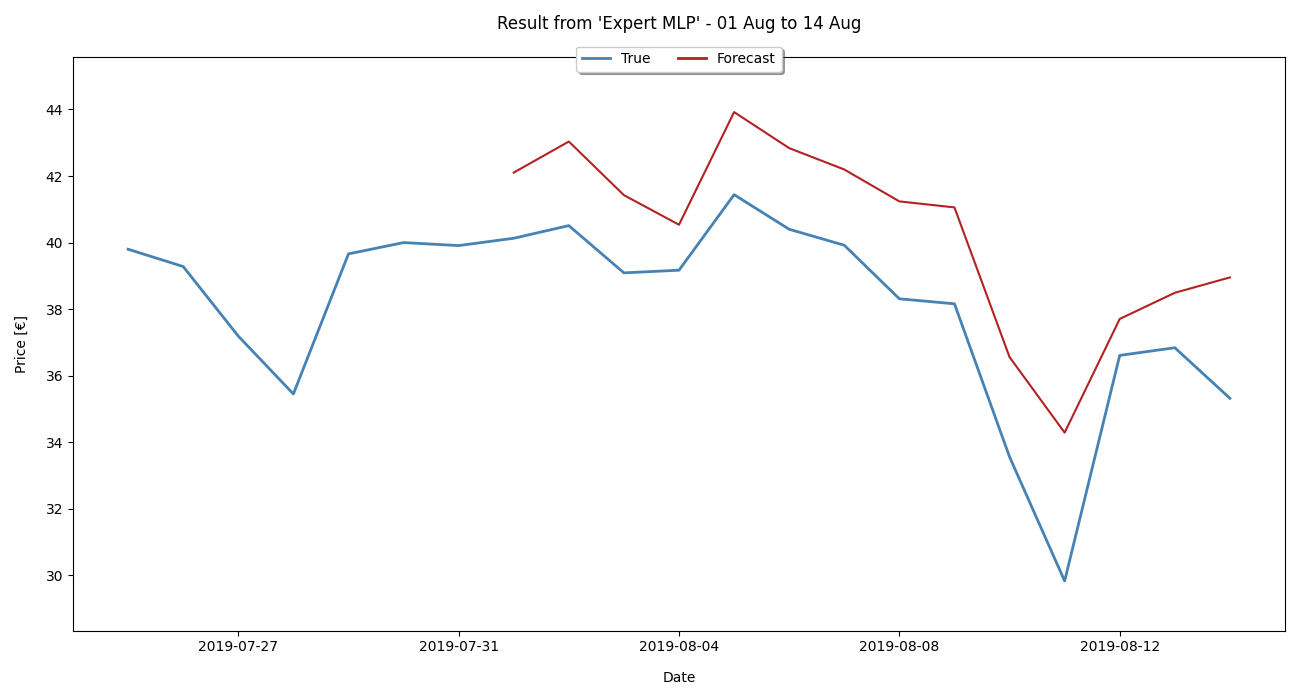 Result from 'Expert MLP' - 01 Aug to 14 Aug
True Forecast
44
42
40
38
36
34
32
30
Price [€]
2019-07-27 2019-07-31 2019-08-04 2019-08-08 2019-08-12
Date